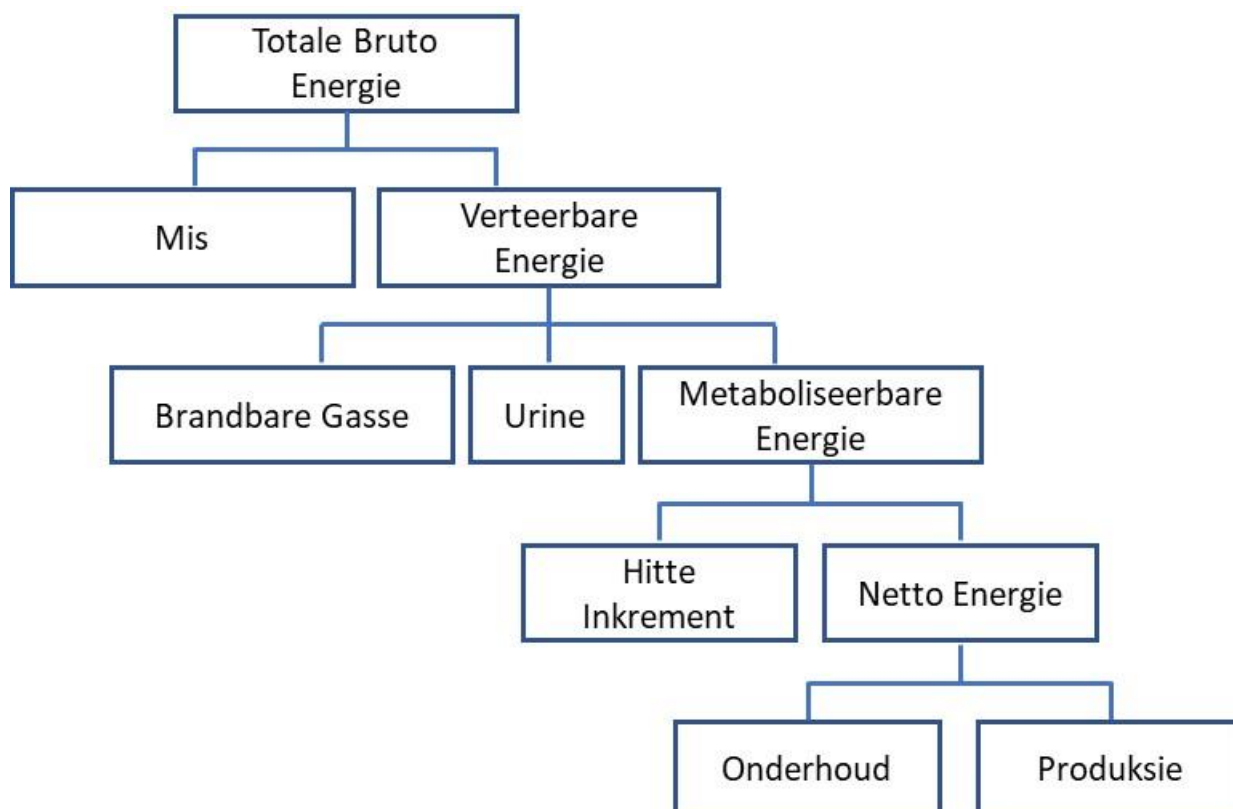 Totale Bruto
Energie
Mis
Verteerbare
Energie
Brandbare Gasse
Urine
Metaboliseerbare
Energie
Hitte
Inkrement
Netto Energie
Onderhoud
Produksie